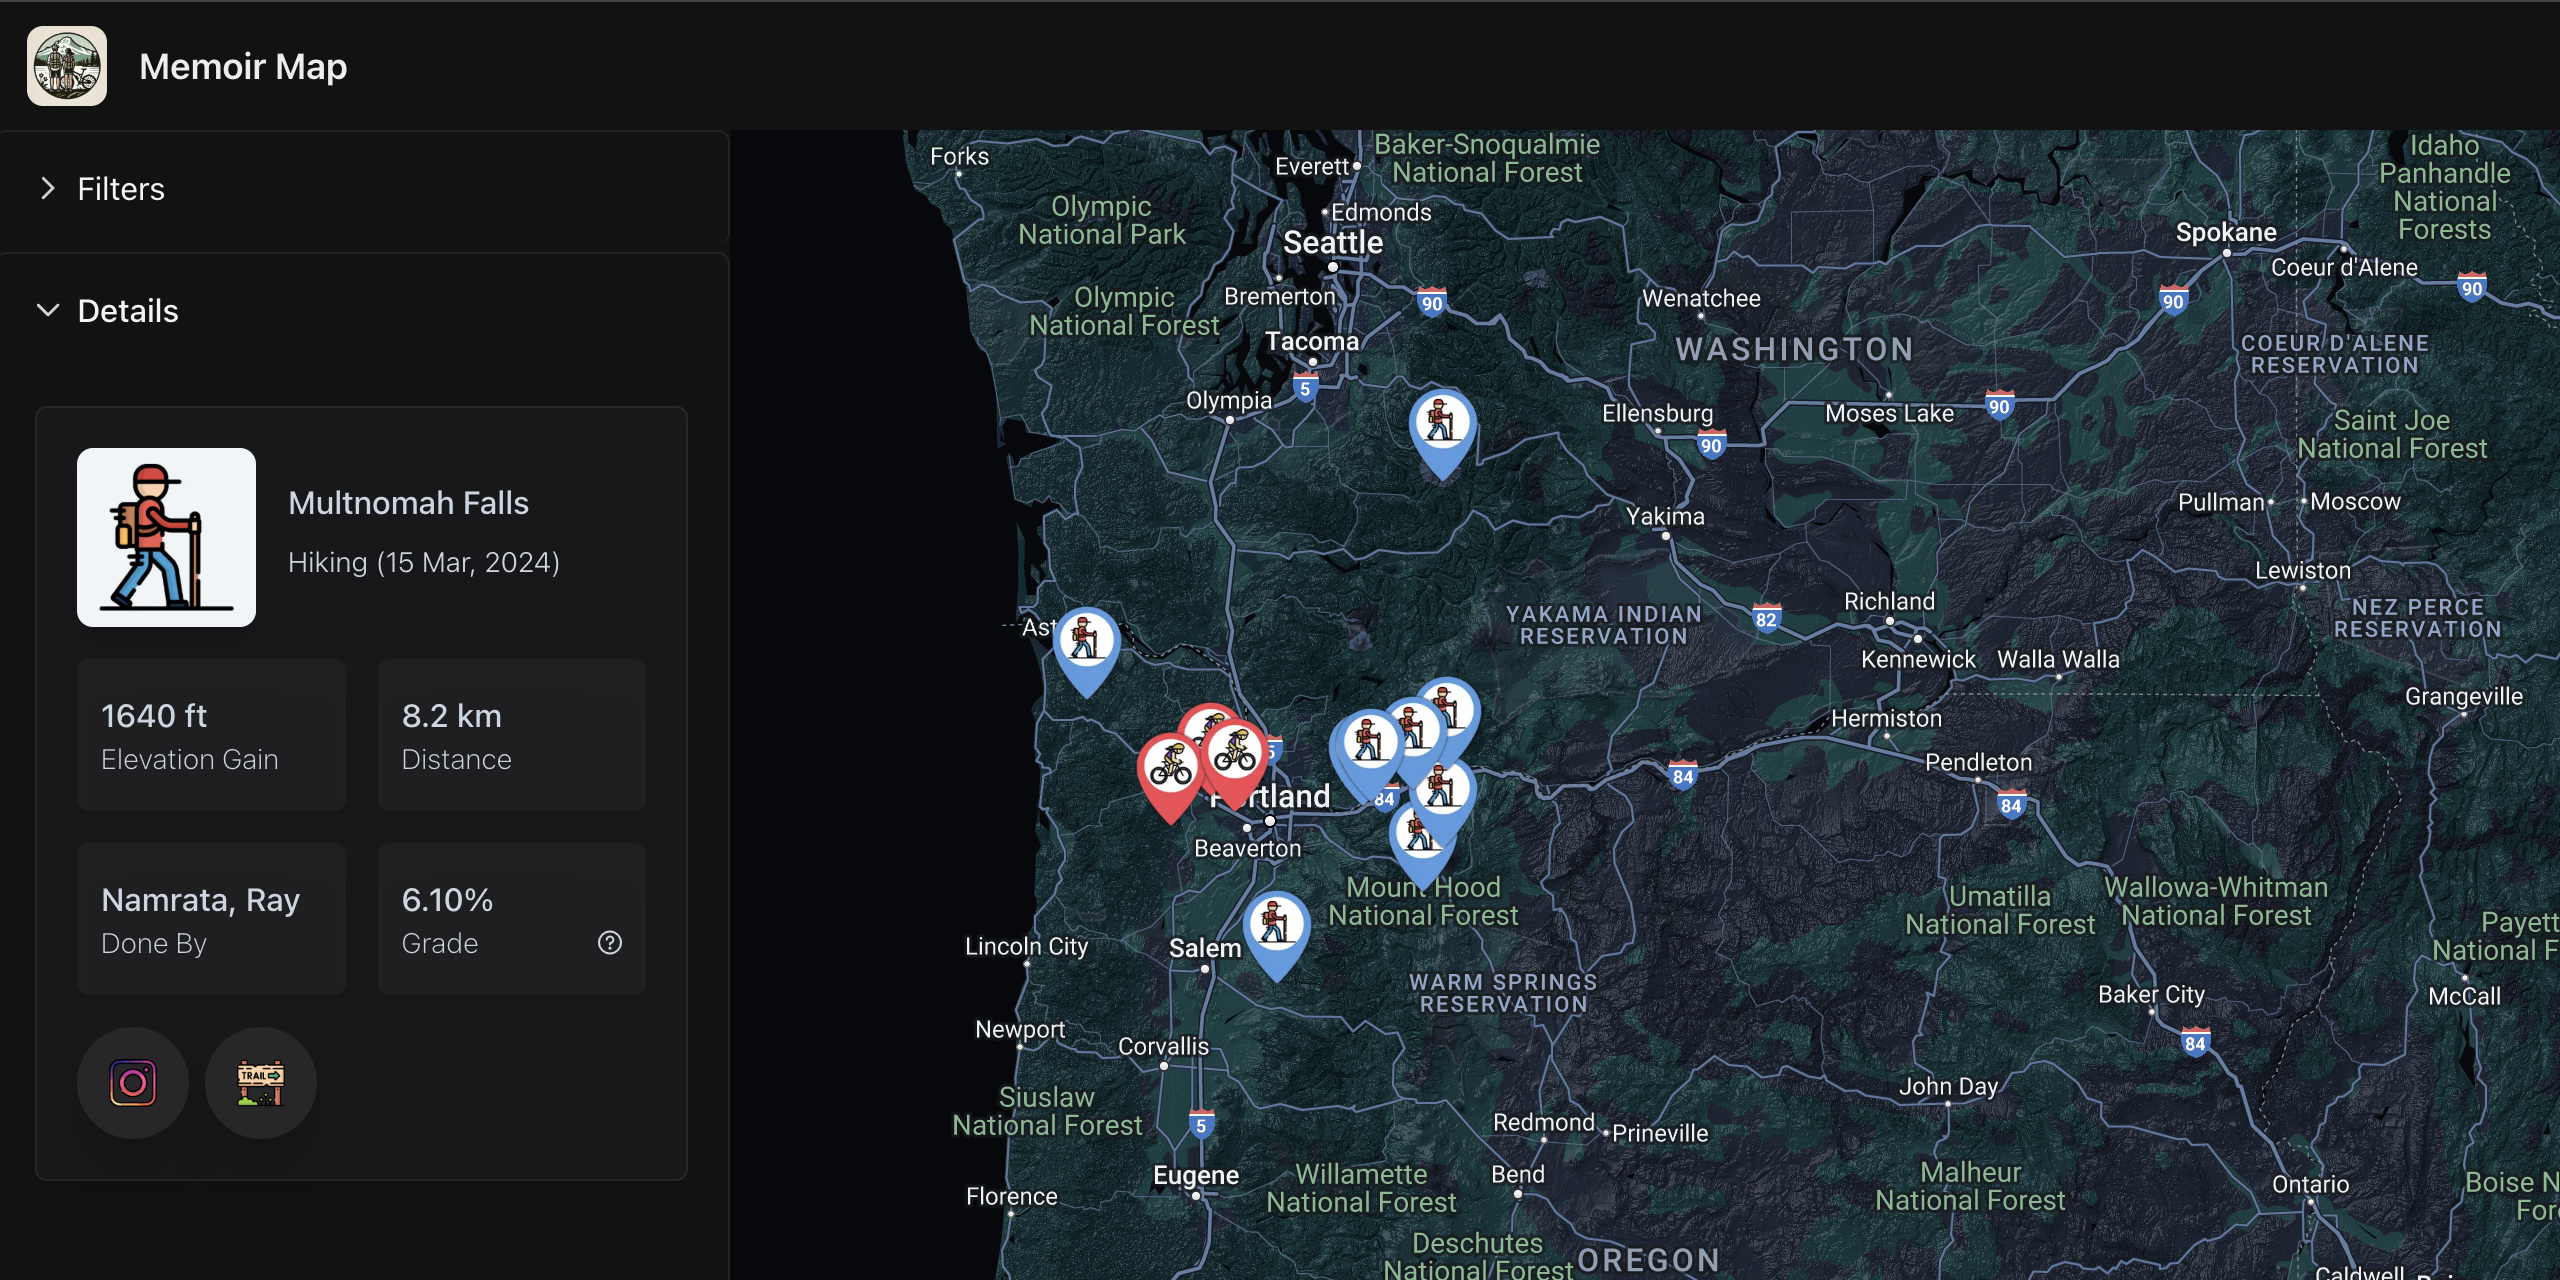 Memoir Map
Filters
Details
Multnomah Falls
Hiking (15 Mar, 2024)
1640 ft
Elevation Gain
8.2 km
Distance
Namrata, Ray
Done By
6.10%
Grade
?
TRAIL
Forks
Everett
Baker-Snoqualmie
National Forest
Idaho
Panhandle
National
Forests
Olympic
National Park
Edmonds
Seattle
Spokane
Coeur d'Alene
Olympic
National Forest
Bremerton
90
Wenatchee
90
90
Tacoma
WASHINGTON
COEUR D'ALENE
RESERVATION
5
Olympia
Ellensburg
90
Moses Lake
90
Saint Joe
National Forest
Yakima
Pullman
Moscow
Lewiston
Ast
YAKAMA INDIAN
RESERVATION
82
Richland
NEZ PERCE
RESERVATION
Kennewick
Walla Walla
Grangeville
Hermiston
5
84
84
Pendleton
84
rtland
Beaverton
Mount Hood
National Forest
Umatilla
National Forest
Wallowa-Whitman
National Forest
Payett
National F
Lincoln City
Salem
WARM SPRINGS
RESERVATION
Baker City
McCall
Newport
Corvallis
84
Siuslaw
National Forest
John Day
5
Redmond
Prineville
Eugene
Willamette
National Forest
Bend
Malheur
National Forest
Ontario
Boise N
For
Florence
Deschutes
National Forest
OREGON
Caldwell